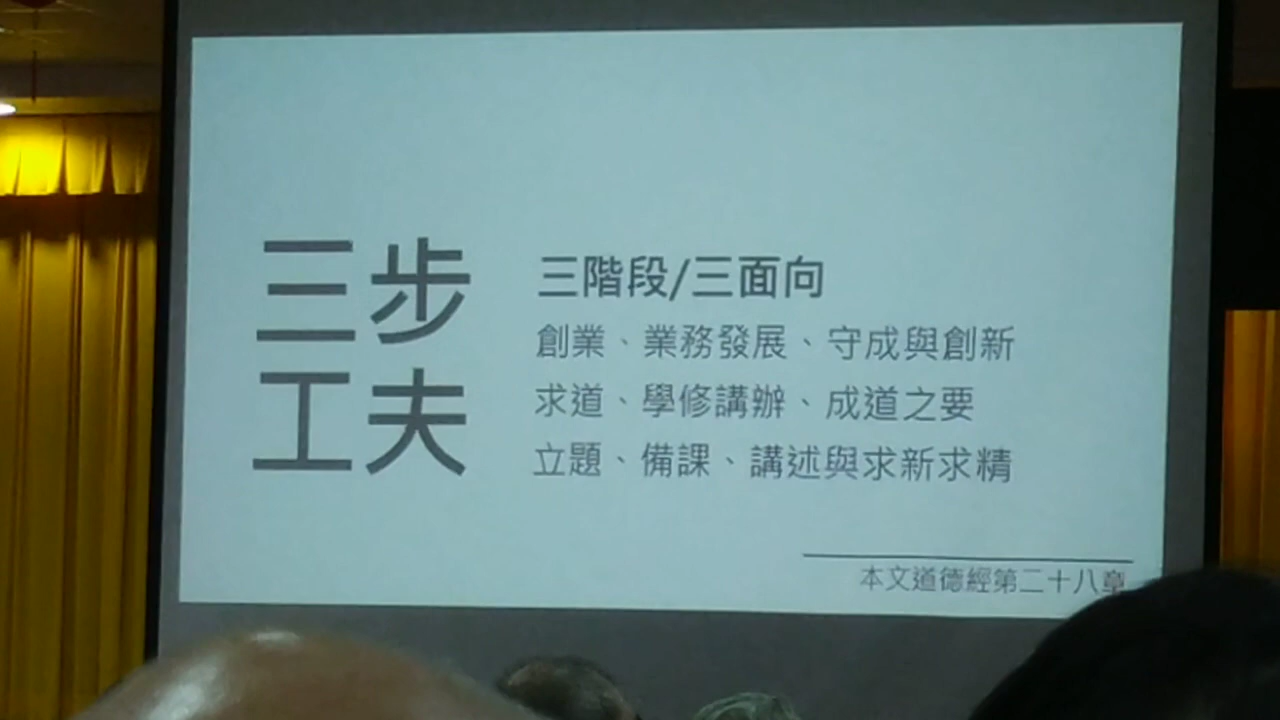 三步
工夫
三階段/三面向
創業、業務發展、守成與創新
求道、學修講辦、成道之要
立題、備課、講述與求新求精
本文道德經第二十八章